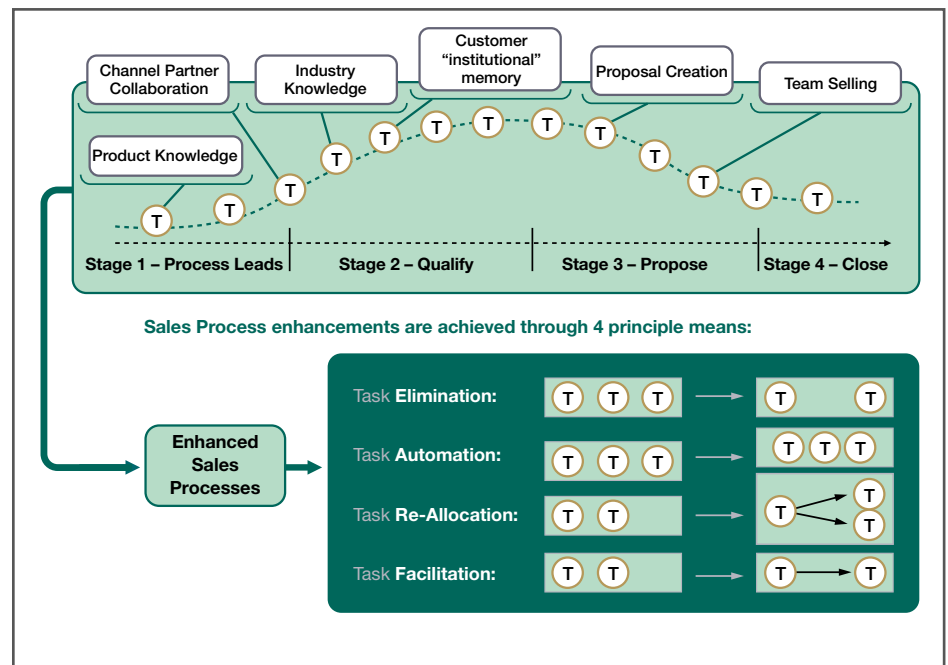 Channel Partner
Collaboration
Industry
Knowledge
Customer
“institutional”
memory
Proposal Creation
Team Selling
Product Knowledge
T T T T T T T T T T T T T
Stage 1 – Process Leads
Stage 2 – Qualify
Stage 3 – Propose
Stage 4 – Close
Sales Process enhancements are achieved through 4 principle means:
Enhanced
Sales
Processes
Task Elimination: T T T T T
Task Automation: T T T T T T
Task Re-Allocation: T T T T T
Task Facilitation: T T T T